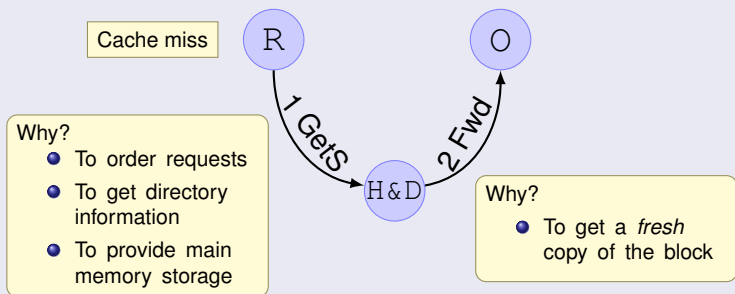 Cache miss
R
O
1 GetS
2 Fwd
H&D
Why?
To order requests
To get directory
information
To provide main
memory storage
Why?
To get a fresh
copy of the block